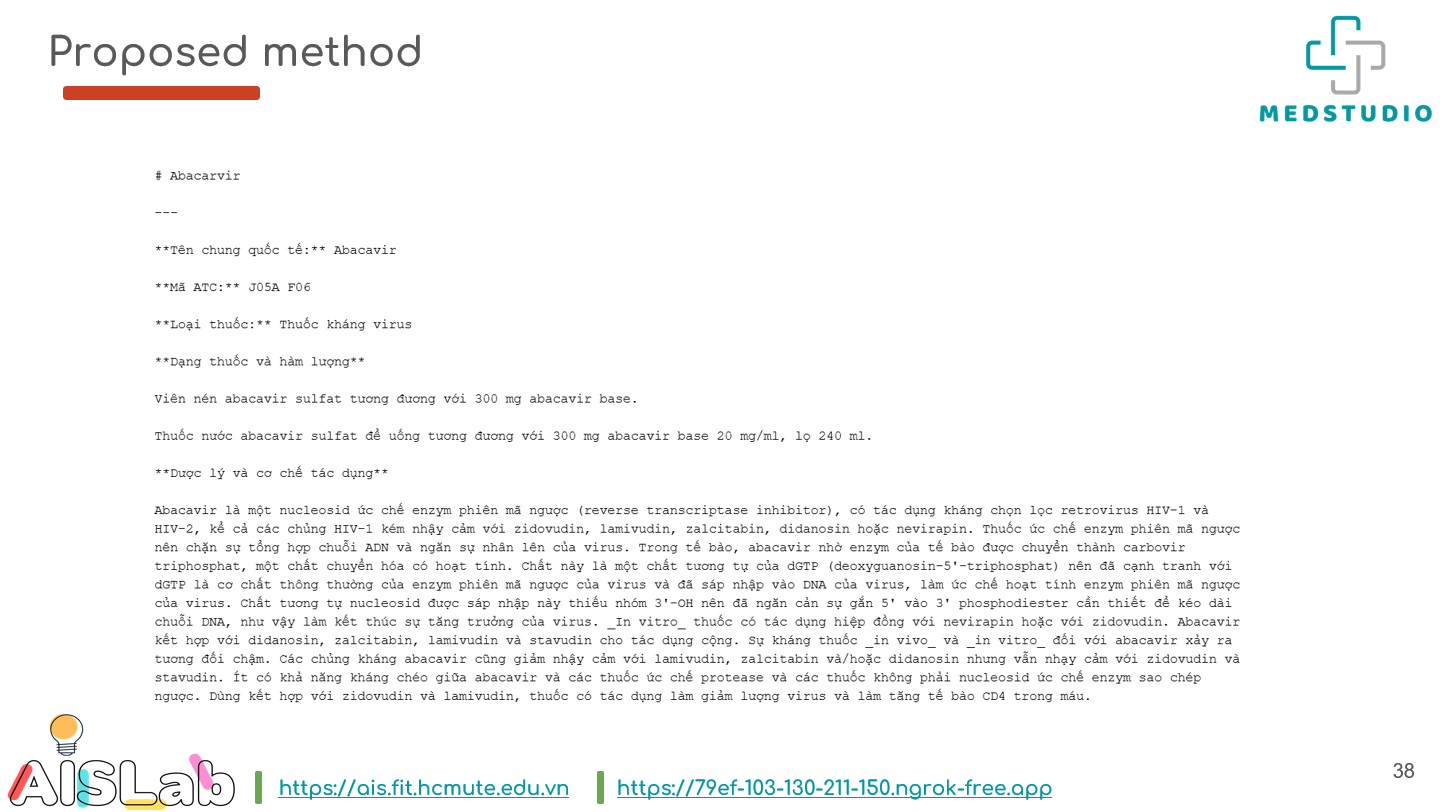 Proposed method
MEDSTUDIO
# Abacarvir
---
**Tên chung quốc tế:** Abacavir
**Mã ATC:** J05A F06
**Loại thuốc:** Thuốc kháng virus
**Dạng thuốc và hàm lượng**
Viên nén abacavir sulfat tương đương với 300 mg abacavir base.
Thuốc nước abacavir sulfat để uống tương đương với 300 mg abacavir base 20 mg/ml, lọ 240 ml.
**Dược lý và cơ chế tác dụng**
Abacavir là một nucleosid ức chế enzym phiên mã ngược (reverse transcriptase inhibitor), có tác dụng kháng chọn lọc retrovirus HIV-1 và
HIV-2, kể cả các chủng HIV-1 kém nhậy cảm với zidovudin, lamivudin, zalcitabin, didanosin hoặc nevirapin. Thuốc ức chế enzym phiên mã ngược
nên chặn sự tổng hợp chuỗi ADN và ngăn sự nhân lên của virus. Trong tế bào, abacavir nhờ enzym của tế bào được chuyển thành carbovir
triphosphat, một chất chuyển hóa có hoạt tính. Chất này là một chất tương tự của dGTP (deoxyguanosin-5'-triphosphat) nên đã cạnh tranh với
dGTP là cơ chất thông thường của enzym phiên mã ngược của virus và đã sáp nhập vào DNA của virus, làm ức chế hoạt tính enzym phiên mã ngược
của virus. Chất tương tự nucleosid được sáp nhập này thiếu nhóm 3'-OH nên đã ngăn cản sự gắn 5' vào 3' phosphodiester cần thiết để kéo dài
chuỗi DNA, như vậy làm kết thúc sự tăng trưởng của virus. _In vitro_ thuốc có tác dụng hiệp đồng với nevirapin hoặc với zidovudin. Abacavir
kết hợp với didanosin, zalcitabin, lamivudin và stavudin cho tác dụng cộng. Sự kháng thuốc _in vivo_ và _in vitro_ đối với abacavir xảy ra
tương đối chậm. Các chủng kháng abacavir cũng giảm nhậy cảm với lamivudin, zalcitabin và/hoặc didanosin nhưng vẫn nhạy cảm với zidovudin và
stavudin. Ít có khả năng kháng chéo giữa abacavir và các thuốc ức chế protease và các thuốc không phải nucleosid ức chế enzym sao chép
ngược. Dùng kết hợp với zidovudin và lamivudin, thuốc có tác dụng làm giảm lượng virus và làm tăng tế bào CD4 trong máu.
AISLab
https://ais.fit.hcmute.edu.vn
https://79ef-103-130-211-150.ngrok-free.app
38